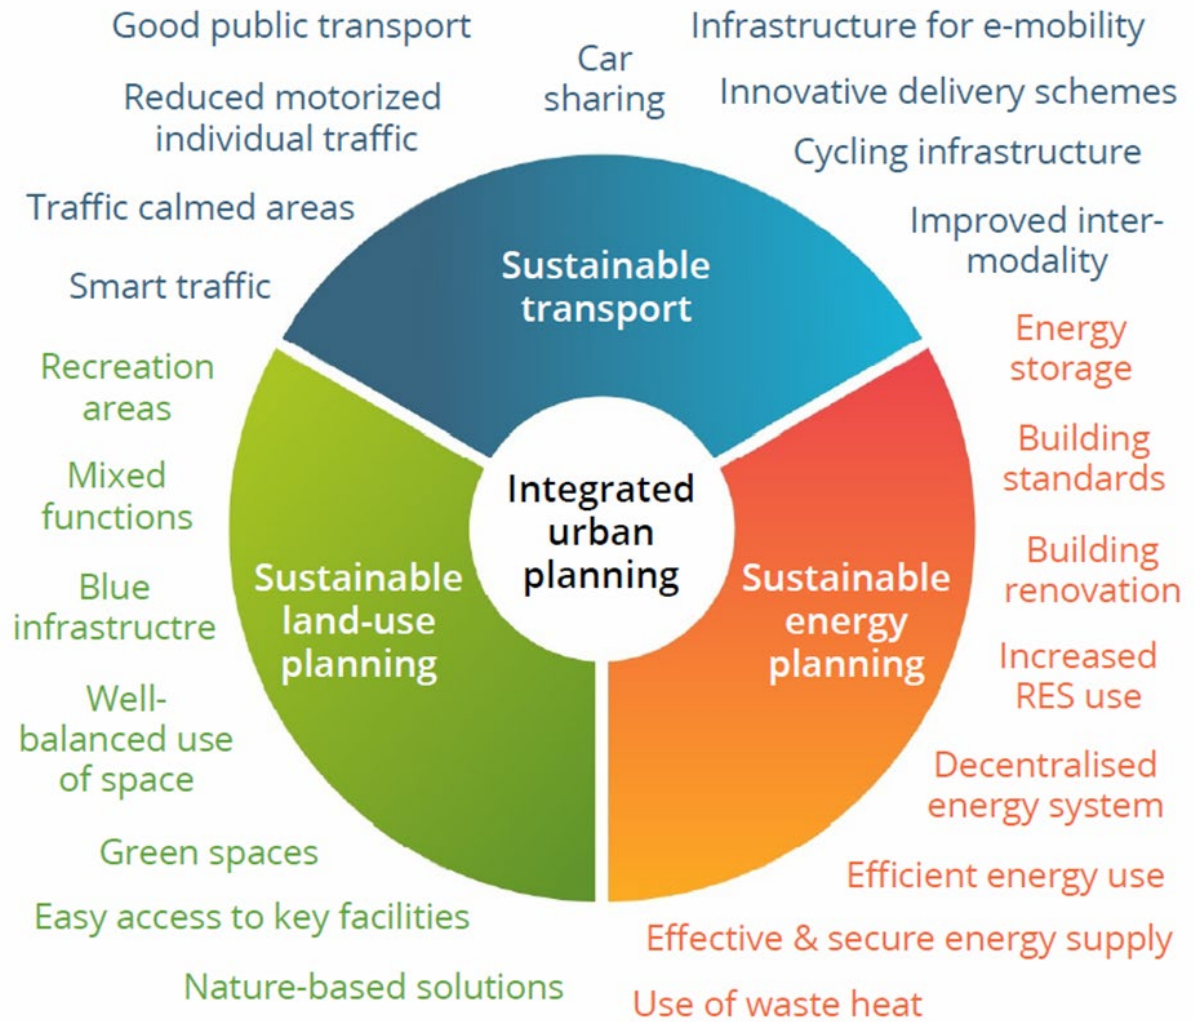 Good public transport
Reduced motorized
individual traffic
Traffic calmed areas
Smart traffic
Car
sharing
Infrastructure for e-mobility
Innovative delivery schemes
Cycling infrastructure
Improved inter-
modality
Sustainable
transport
Integrated
urban
planning
Sustainable
land-use
planning
Sustainable
energy
planning
Recreation
areas
Mixed
functions
Blue
infrastructre
Well-
balanced use
of space
Green spaces
Easy access to key facilities
Nature-based solutions
Energy
storage
Building
standards
Building
renovation
Increased
RES use
Decentralised
energy system
Efficient energy use
Effective & secure energy supply
Use of waste heat